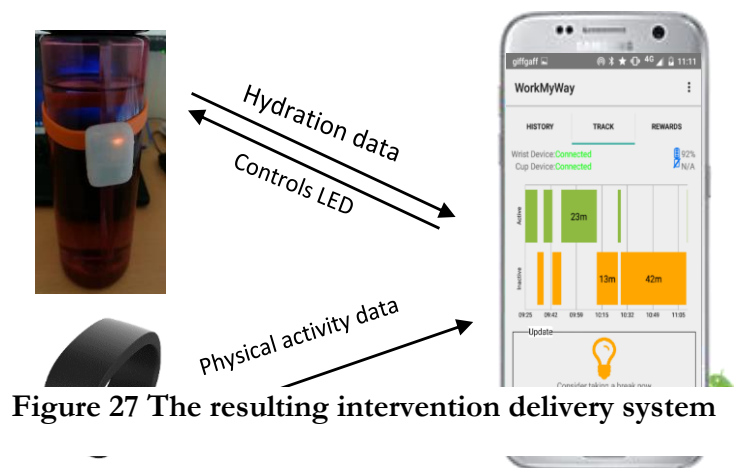 Hydration data
Controls LED
Physical activity data
SAMSUNG
giffgaff 4G 11:11
WorkMyWay
HISTORY TRACK REWARDS
Wrist Device:Connected 92%
Cup Device:Connected N/A
Active
23m
Inactive
13m 42m
09:25 09:42 09:59 10:15 10:32 10:49 11:05
Update
Consider taking a break now
Figure 27 The resulting intervention delivery system